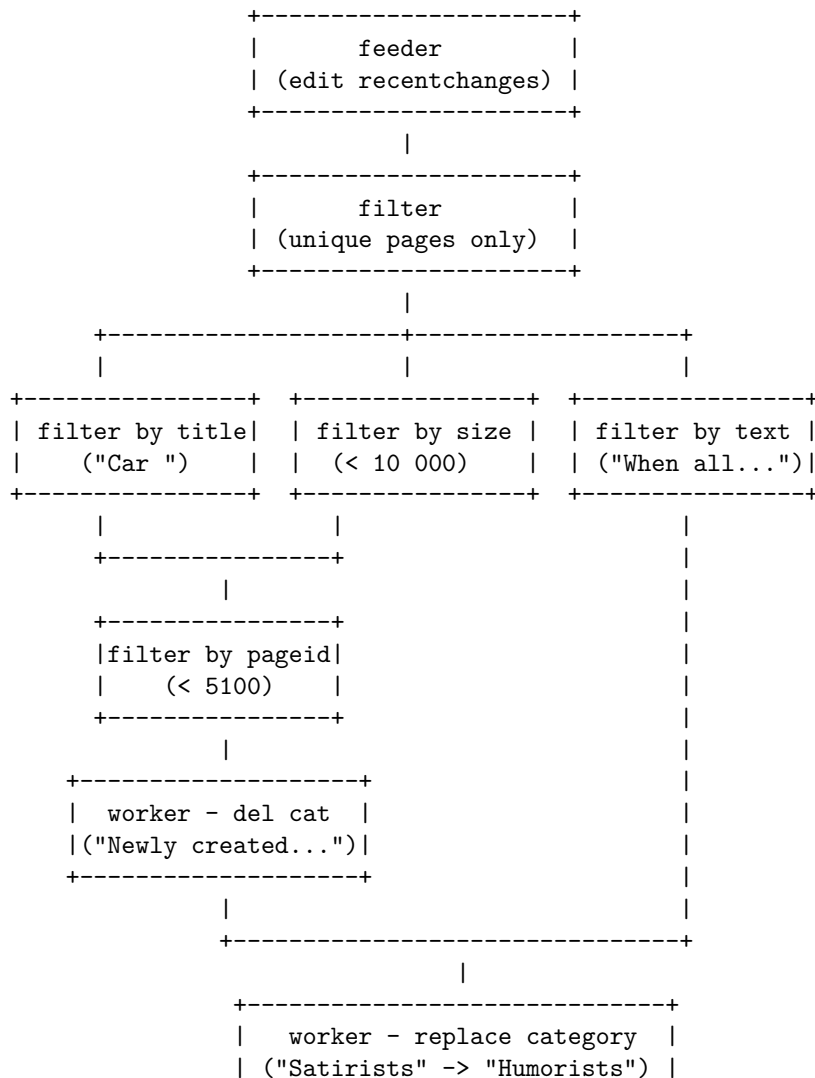 feeder
(edit recentchanges)
filter
(unique pages only)
filter by title
("Car ")
filter by size
(< 10 000)
filter by text
("When all...")
filter by pageid
(< 5100)
worker - del cat
("Newly created...")
worker - replace category
("Satirists" -> "Humorists")